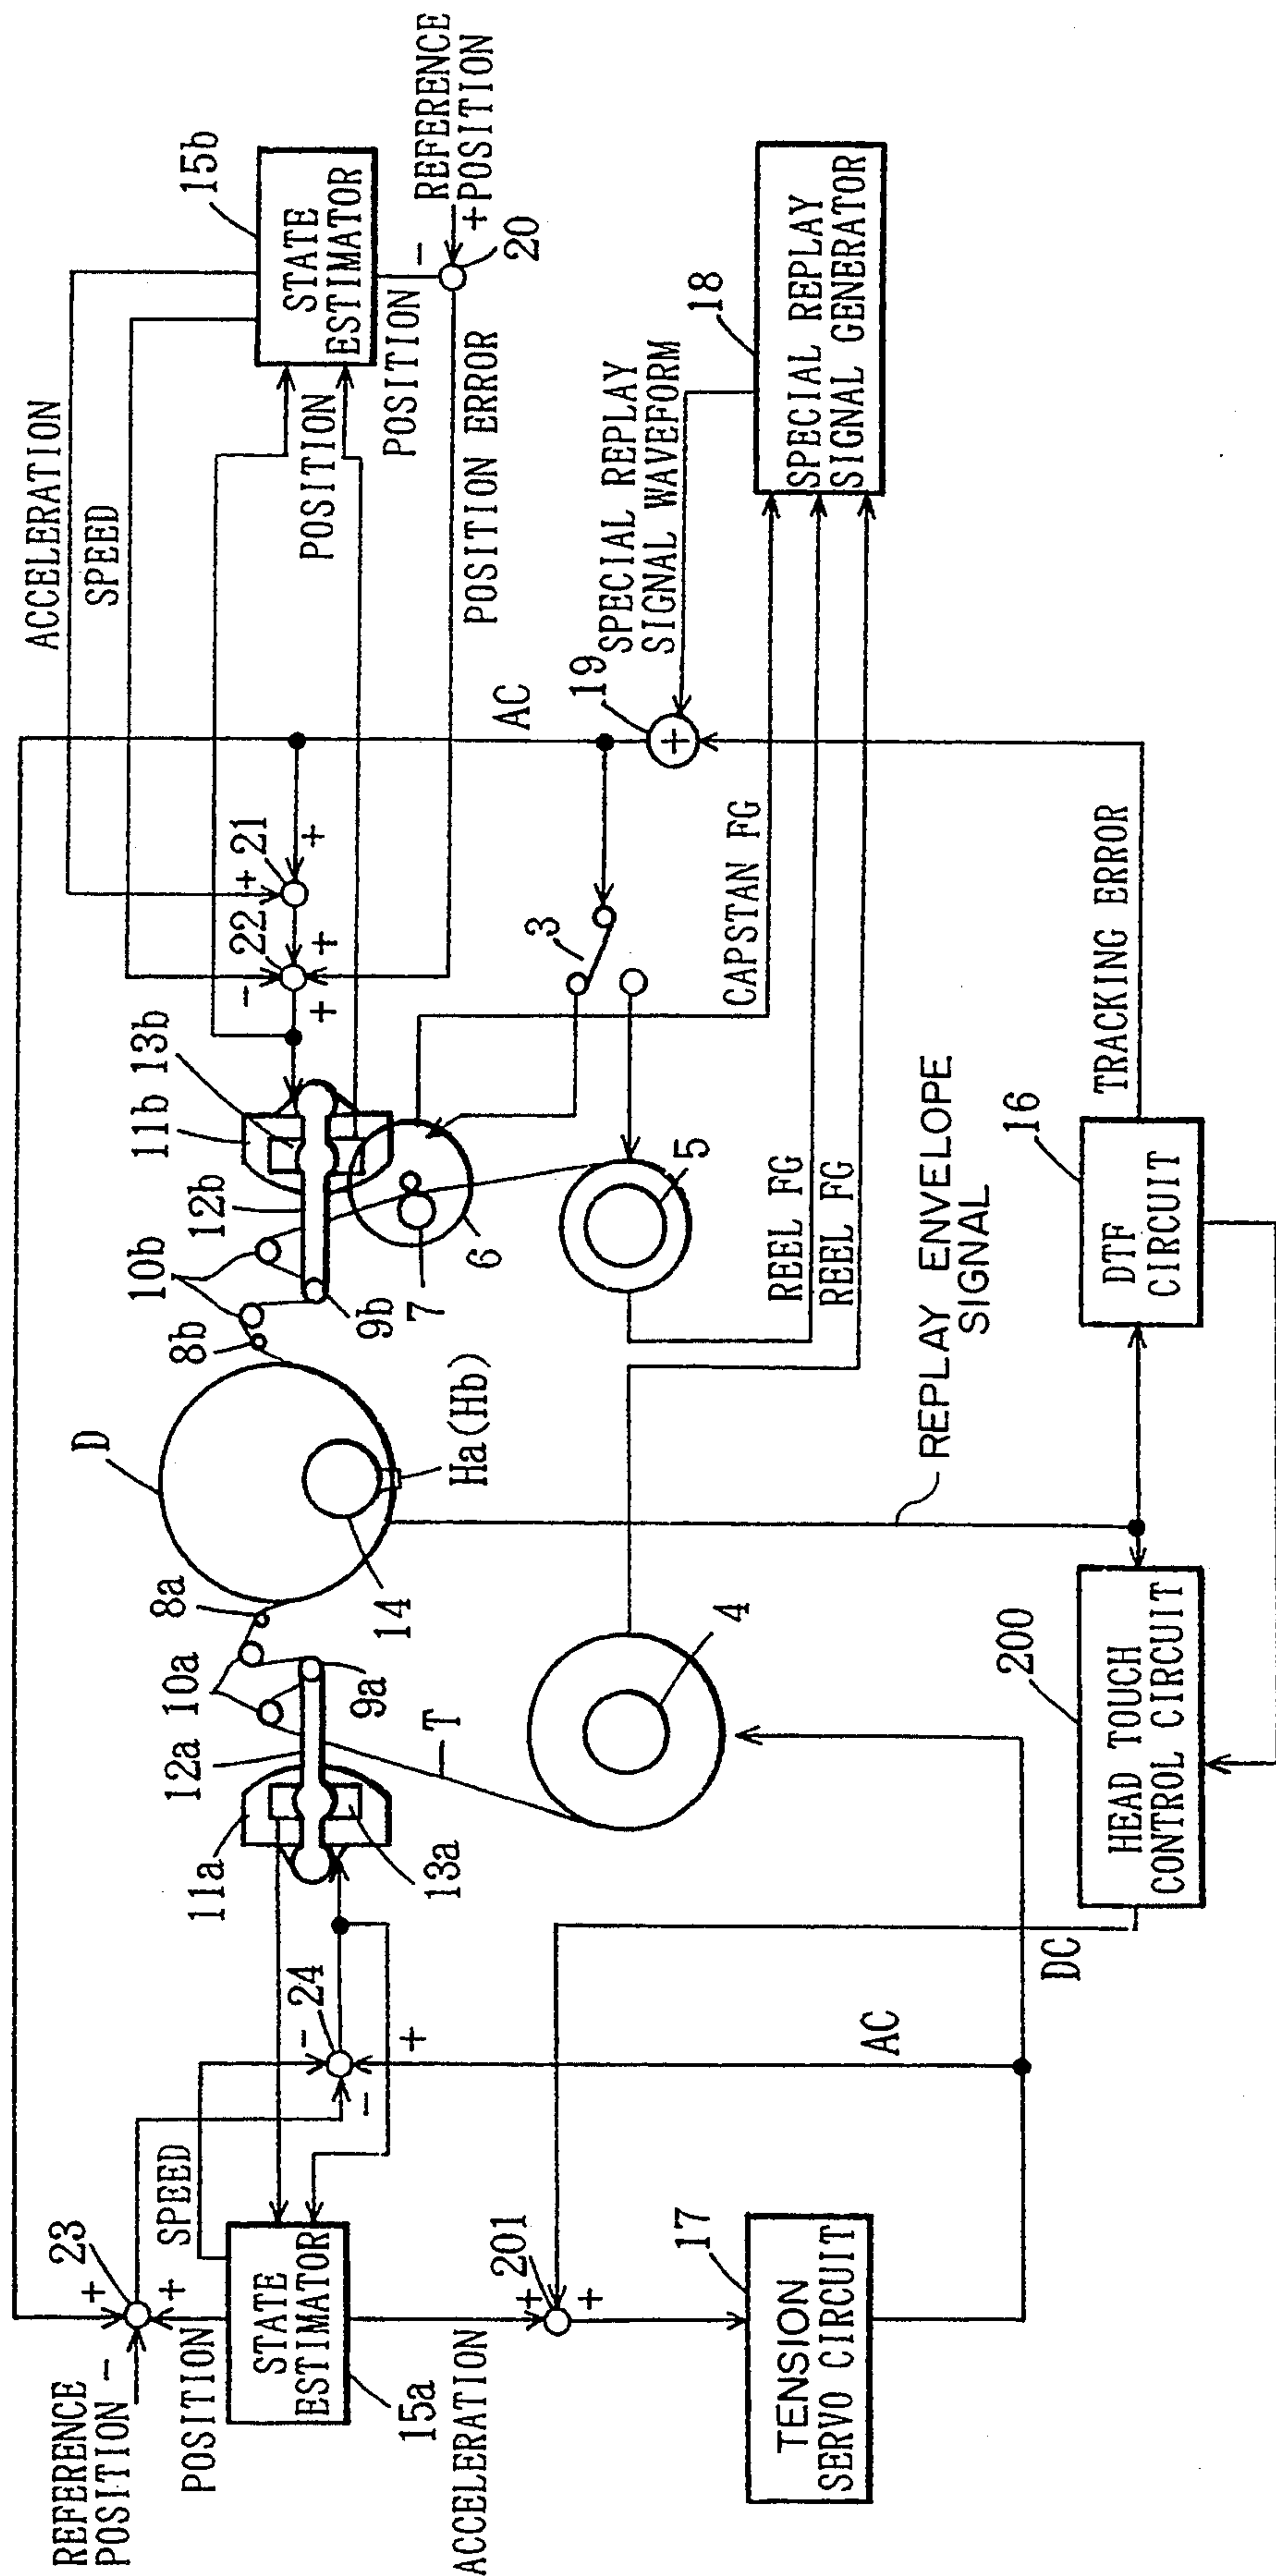 ACCELERATION
SPEED
15b
STATE
ESTIMATOR
POSITION
POSITION
-
REFERENCE
+POSITION
20
POSITION ERROR
D
8b
10b
12b
11b
13b
-
22
+
21
+
+
+
9b
7
6
3
AC
19
+
SPECIAL REPLAY
SIGNAL WAVEFORM
18
SPECIAL REPLAY
SIGNAL GENERATOR
CAPSTAN FG
5
REEL FG
REEL FG
Ha(Hb)
14
8a
10a
9a
12a
T
11a
13a
4
23
+
+
REFERENCE
POSITION -
POSITION
SPEED
-
24
-
+
STATE
ESTIMATOR
15a
ACCELERATION
201
+
+
17
TENSION
SERVO CIRCUIT
AC
DC
200
HEAD TOUCH
CONTROL CIRCUIT
REPLAY ENVELOPE
SIGNAL
16
DTF
CIRCUIT
TRACKING ERROR